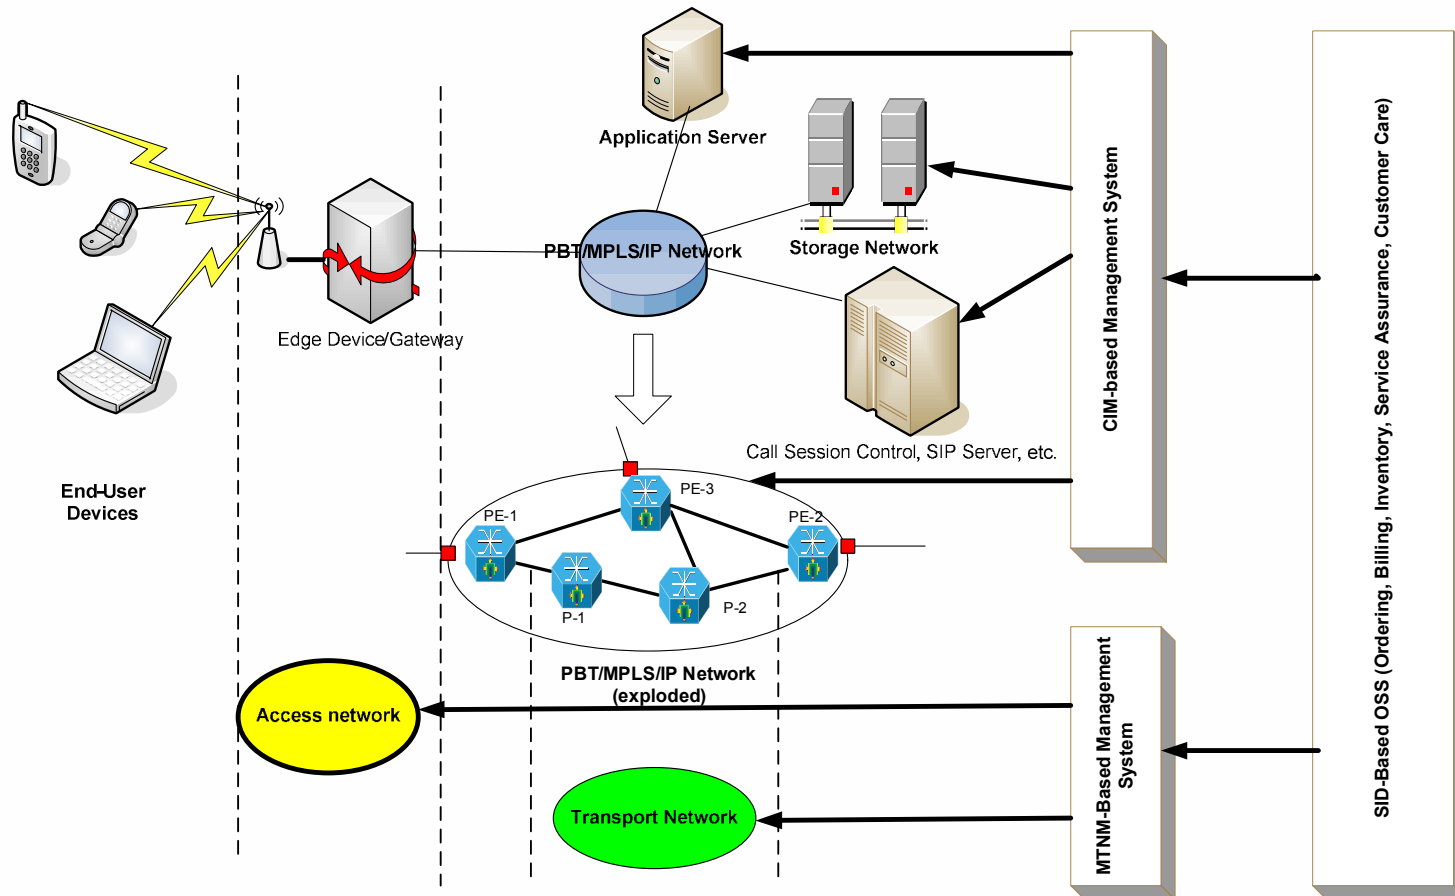 Application Server
Storage Network
PBT/MPLS/IP Network
Edge Device/Gateway
Call Session Control, SIP Server, etc.
End-User
Devices
PE-3
PE-1
PE-2
P-1
P-2
PBT/MPLS/IP Network
(exploded)
Access network
Transport Network
CIM-based Management System
MTNM-Based Management
System
SID-Based OSS (Ordering, Billing, Inventory, Service Assurance, Customer Care)